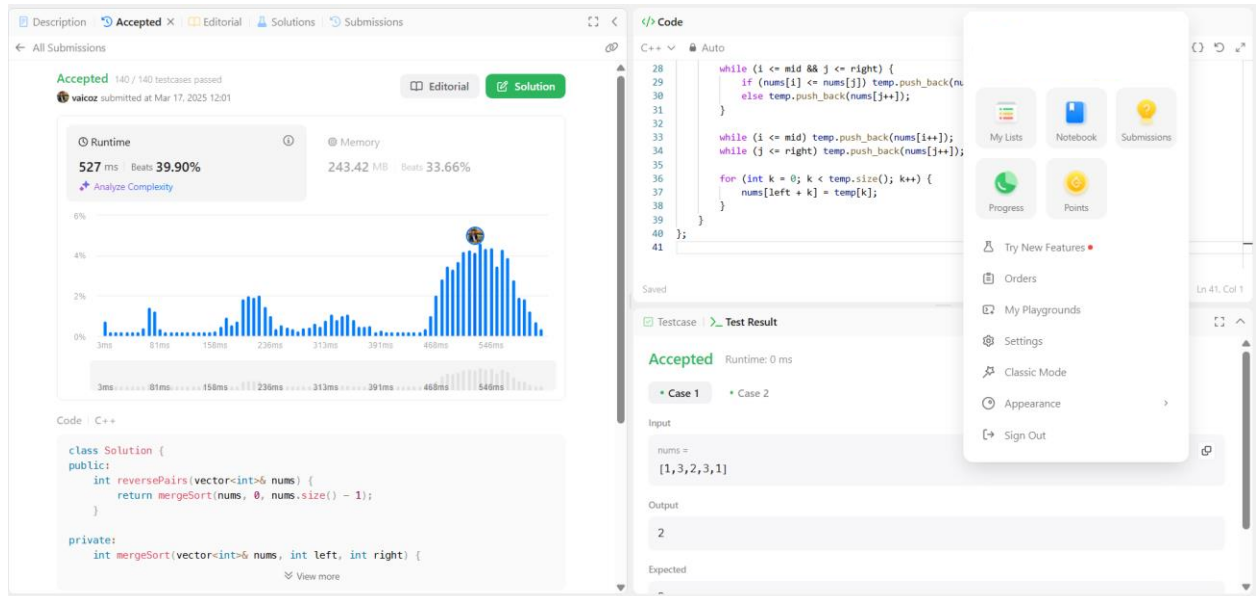 Description Accepted × Editorial Solutions Submissions
← All Submissions
Accepted 140 / 140 testcases passed
vaicoz submitted at Mar 17, 2025 12:01
Editorial Solution
Runtime
527 ms Beats 39.90%
Analyze Complexity
Memory
243.42 MB Beats 33.66%
6%
4%
2%
0%
3ms 81ms 158ms 236ms 313ms 391ms 468ms 546ms
3ms 81ms 158ms 236ms 313ms 391ms 468ms 546ms
Code C++
class Solution {
public:
int reversePairs(vector<int>& nums) {
return mergeSort(nums, 0, nums.size() - 1);
}
private:
int mergeSort(vector<int>& nums, int left, int right) {
View more
</> Code
C++ Auto
28 while (i <= mid && j <= right) {
29 if (nums[i] <= nums[j]) temp.push_back(nu
30 else temp.push_back(nums[j++]);
31 }
32
33 while (i <= mid) temp.push_back(nums[i++]);
34 while (j <= right) temp.push_back(nums[j++]);
35
36 for (int k = 0; k < temp.size(); k++) {
37 nums[left + k] = temp[k];
38 }
39 }
40 };
41
Saved
Ln 41, Col 1
Testcase >_ Test Result
Accepted Runtime: 0 ms
• Case 1 • Case 2
Input
nums =
[1,3,2,3,1]
Output
2
Expected
My Lists Notebook Submissions
Progress Points
Try New Features
Orders
My Playgrounds
Settings
Classic Mode
Appearance
Sign Out